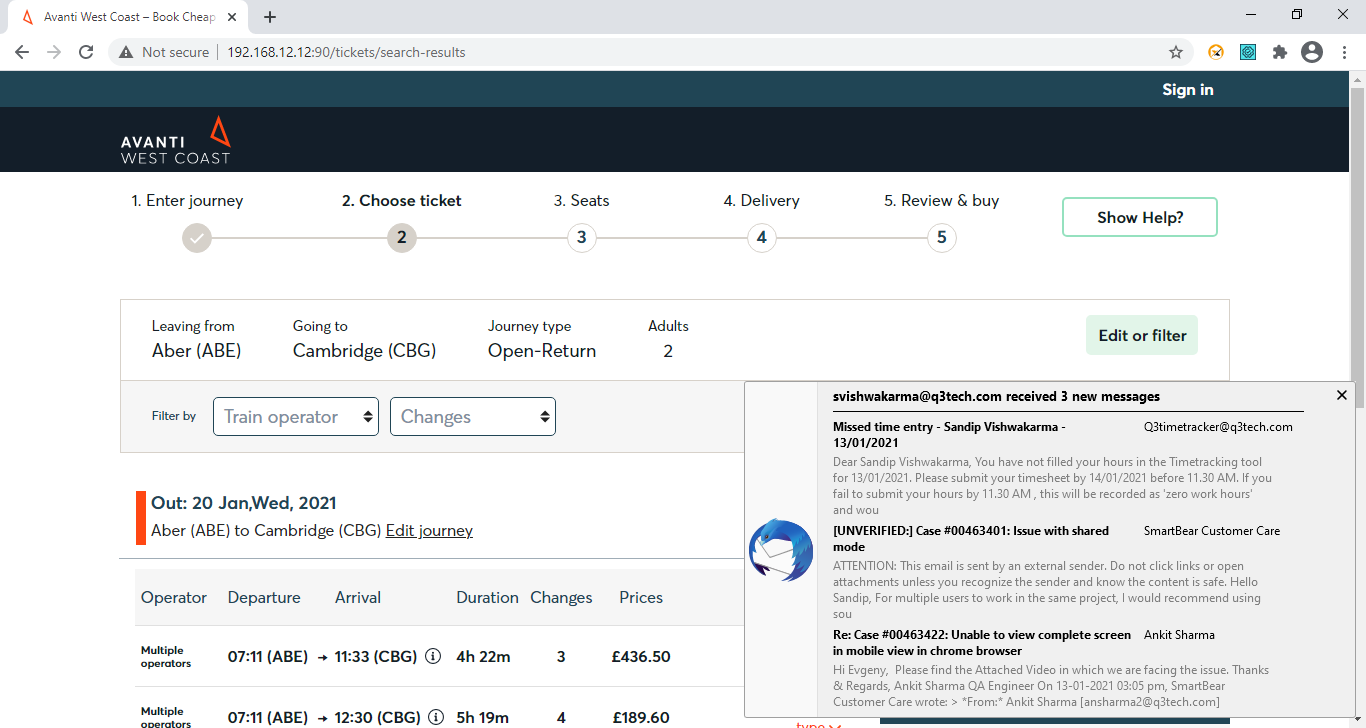 Avanti West Coast – Book Cheap
Not secure
192.168.12.12:90/tickets/search-results
Sign in
AVANTI
WEST COAST
1. Enter journey
2. Choose ticket
3. Seats
4. Delivery
5. Review & buy
2
3
4
5
Show Help?
Leaving from
Going to
Journey type
Adults
Aber (ABE)
Cambridge (CBG)
Open-Return
2
Edit or filter
Filter by
Train operator
Changes
Out: 20 Jan,Wed, 2021
Aber (ABE) to Cambridge (CBG) Edit journey
Operator
Departure
Arrival
Duration
Changes
Prices
Multiple
operators
07:11 (ABE)
11:33 (CBG)
4h 22m
3
£436.50
Multiple
operators
07:11 (ABE)
12:30 (CBG)
5h 19m
4
£189.60
svishwakarma@q3tech.com received 3 new messages
Missed time entry - Sandip Vishwakarma -
13/01/2021
Q3timetracker@q3tech.com
Dear Sandip Vishwakarma, You have not filled your hours in the Timetracking tool
for 13/01/2021. Please submit your timesheet by 14/01/2021 before 11.30 AM. If you
fail to submit your hours by 11.30 AM , this will be recorded as 'zero work hours'
and wou
[UNVERIFIED:] Case #00463401: Issue with shared
mode
SmartBear Customer Care
ATTENTION: This email is sent by an external sender. Do not click links or open
attachments unless you recognize the sender and know the content is safe. Hello
Sandip, For multiple users to work in the same project, I would recommend using
sou
Re: Case #00463422: Unable to view complete screen
in mobile view in chrome browser
Ankit Sharma
Hi Evgeny,  Please find the Attached Video in which we are facing the issue. Thanks
& Regards, Ankit Sharma QA Engineer On 13-01-2021 03:05 pm, SmartBear
Customer Care wrote: > *From:* Ankit Sharma [ansharma2@q3tech.com]
type